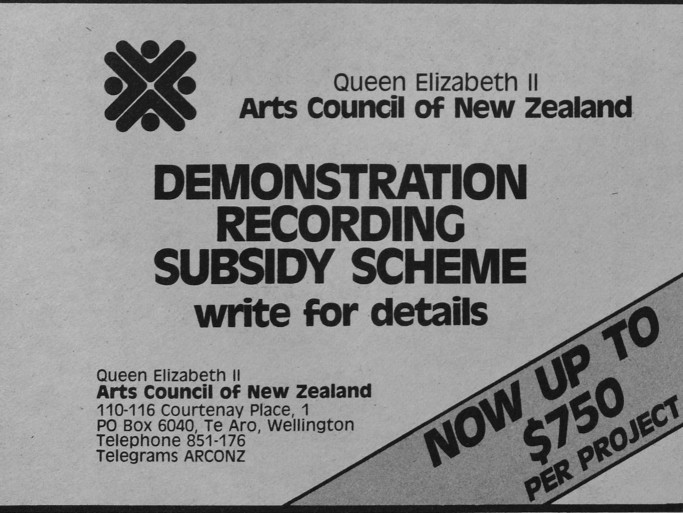 Queen Elizabeth II
Arts Council of New Zealand
DEMONSTRATION
RECORDING
SUBSIDY SCHEME
write for details
Queen Elizabeth II
Arts Council of New Zealand
110-116 Courtenay Place, 1
PO Box 6040, Te Aro, Wellington
Telephone 851-176
Telegrams ARCONZ
NOW UP TO
$750
PER PROJECT